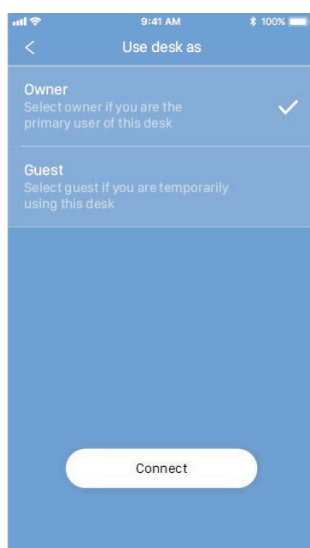 9:41 AM
100%
Use desk as
Owner
Select owner if you are the
primary user of this desk
Guest
Select guest if you are temporarily
using this desk
Connect